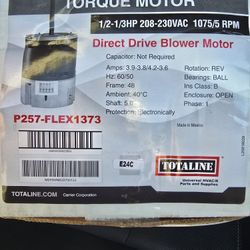 TORQUE MOTOR
1/2-1/3HP 208-230VAC 1075/5 RPM
Direct Drive Blower Motor
Capacitor: Not Required
Amps: 3.9-3.8/4.2-3.6
Rotation: REV
Hz: 60/50
Bearings: BALL
Frame: 48
Ins Class: B
Ambient: 40°C
Enclosure: OPEN
Shaft: 5.0
Phase: 1
Protection: Electronically
P257-FLEX1373
Made in Mexico
E24C
TOTALINE
Universal HVAC/R
Parts and Supplies
TOTALINE.COM
Carrier Corporation